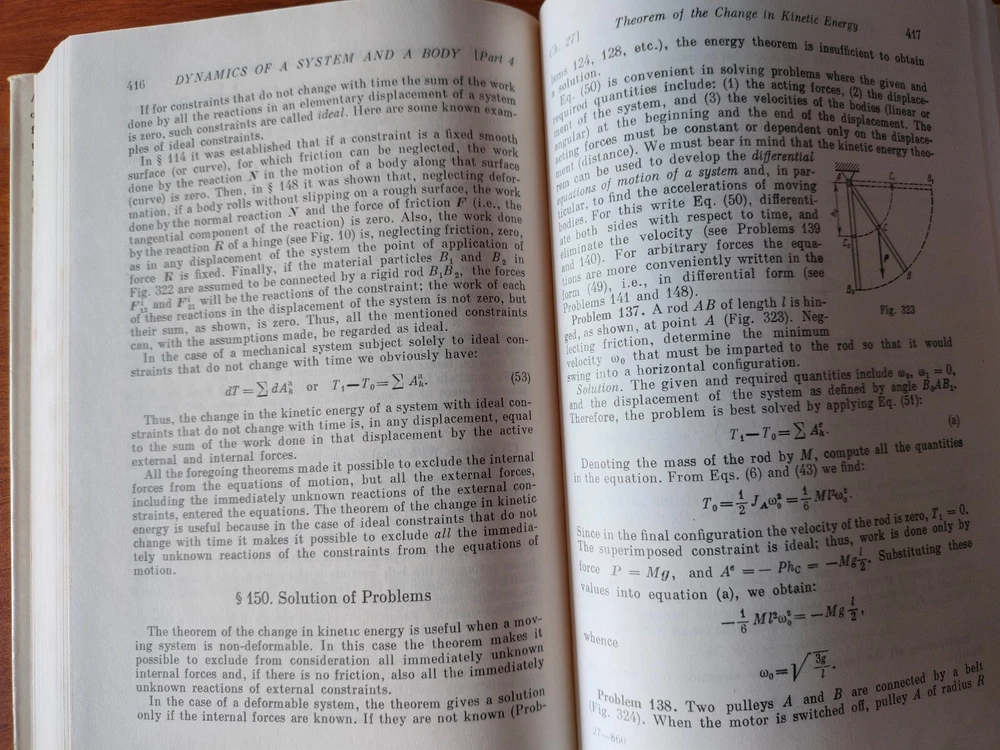 416 DYNAMICS OF A SYSTEM AND A BODY [Part 4
If for constraints that do not change with time the sum of the work
done by all the reactions in an elementary displacement of a system
is zero, such constraints are called ideal. Here are some known exam-
ples of ideal constraints.
In § 114 it was established that if a constraint is a fixed smooth
surface (or curve), for which friction can be neglected, the work
done by the reaction N in the motion of a body along that surface
(curve) is zero. Then, in § 148 it was shown that, neglecting defor-
mation, if a body rolls without slipping on a rough surface, the work
done by the normal reaction N and the force of friction F (i.e., the
tangential component of the reaction) is zero. Also, the work done
by the reaction R of a hinge (see Fig. 10) is, neglecting friction, zero,
as in any displacement of the system the point of application of
force R is fixed. Finally, if the material particles B₁ and B₂ in
Fig. 322 are assumed to be connected by a rigid rod B₁B₂, the forces
Fⁱ₁₂ and Fⁱ₂₁ will be the reactions of the constraint; the work of each
of these reactions in the displacement of the system is not zero, but
their sum, as shown, is zero. Thus, all the mentioned constraints
can, with the assumptions made, be regarded as ideal.
In the case of a mechanical system subject solely to ideal con-
straints that do not change with time we obviously have:
dT = ∑ dAᵃₖ or T₁—T₀= ∑ Aᵃₖ. (53)
Thus, the change in the kinetic energy of a system with ideal con-
straints that do not change with time is, in any displacement, equal
to the sum of the work done in that displacement by the active
external and internal forces.
All the foregoing theorems made it possible to exclude the internal
forces from the equations of motion, but all the external forces,
including the immediately unknown reactions of the external con-
straints, entered the equations. The theorem of the change in kinetic
energy is useful because in the case of ideal constraints that do not
change with time it makes it possible to exclude all the immedia-
tely unknown reactions of the constraints from the equations of
motion.
§ 150. Solution of Problems
The theorem of the change in kinetic energy is useful when a mov-
ing system is non-deformable. In this case the theorem makes it
possible to exclude from consideration all immediately unknown
internal forces and, if there is no friction, also all the immediately
unknown reactions of external constraints.
In the case of a deformable system, the theorem gives a solution
only if the internal forces are known. If they are not known (Prob-
Ch. 27] Theorem of the Change in Kinetic Energy 417
lems 124, 128, etc.), the energy theorem is insufficient to obtain
a solution.
Eq. (50) is convenient in solving problems where the given and
required quantities include: (1) the acting forces, (2) the displace-
ment of the system, and (3) the velocities of the bodies (linear or
angular) at the beginning and the end of the displacement. The
acting forces must be constant or dependent only on the displace-
ment (distance). We must bear in mind that the kinetic energy theo-
rem can be used to develop the differential
equations of motion of a system and, in par-
ticular, to find the accelerations of moving
bodies. For this write Eq. (50), differenti-
ate both sides with respect to time, and
eliminate the velocity (see Problems 139
and 140). For arbitrary forces the equa-
tions are more conveniently written in the
form (49), i.e., in differential form (see
Problems 141 and 148).
A
C₁
B₁
C₀
C
P
B
B₀
Fig. 323
Problem 137. A rod AB of length l is hin-
ged, as shown, at point A (Fig. 323). Neg-
lecting friction, determine the minimum
velocity ω₀ that must be imparted to the rod so that it would
swing into a horizontal configuration.
Solution. The given and required quantities include ω₀, ω₁ = 0,
and the displacement of the system as defined by angle B₀AB₁.
Therefore, the problem is best solved by applying Eq. (51):
T₁—T₀= ∑ Aᵉₖ. (a)
Denoting the mass of the rod by M, compute all the quantities
in the equation. From Eqs. (6) and (43) we find:
T₀ = 1/2 J_Aω₀² = 1/6 Ml²ω₀².
Since in the final configuration the velocity of the rod is zero, T₁ = 0.
The superimposed constraint is ideal; thus, work is done only by
force P = Mg, and Aᵉ = — Ph_C = —Mg l/2. Substituting these
values into equation (a), we obtain:
— 1/6 Ml²ω₀² = —Mg l/2,
whence
ω₀ = √(3g/l).
Problem 138. Two pulleys A and B are connected by a belt
(Fig. 324). When the motor is switched off, pulley A of radius R
27—860